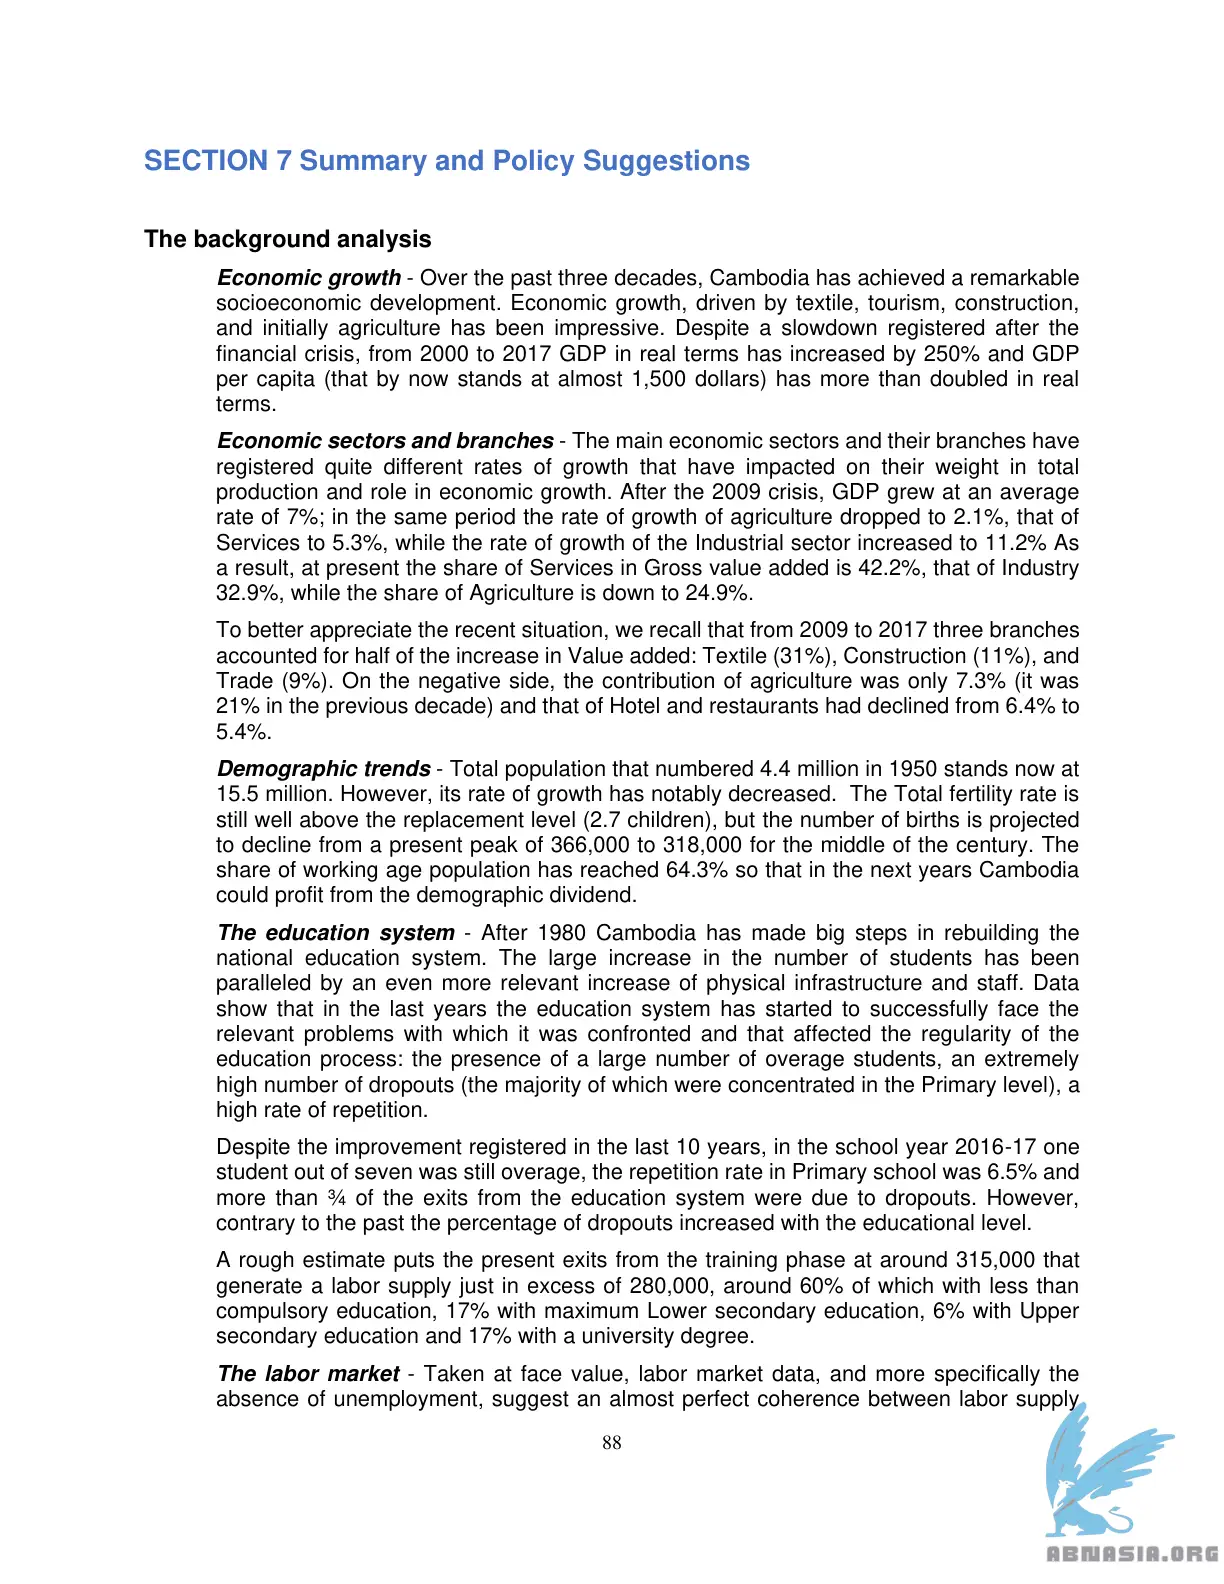 SECTION 7 Summary and Policy Suggestions
The background analysis
Economic growth - Over the past three decades, Cambodia has achieved a remarkable
socioeconomic development. Economic growth, driven by textile, tourism, construction,
and initially agriculture has been impressive. Despite a slowdown registered after the
financial crisis, from 2000 to 2017 GDP in real terms has increased by 250% and GDP
per capita (that by now stands at almost 1,500 dollars) has more than doubled in real
terms.
Economic sectors and branches - The main economic sectors and their branches have
registered quite different rates of growth that have impacted on their weight in total
production and role in economic growth. After the 2009 crisis, GDP grew at an average
rate of 7%; in the same period the rate of growth of agriculture dropped to 2.1%, that of
Services to 5.3%, while the rate of growth of the Industrial sector increased to 11.2% As
a result, at present the share of Services in Gross value added is 42.2%, that of Industry
32.9%, while the share of Agriculture is down to 24.9%.
To better appreciate the recent situation, we recall that from 2009 to 2017 three branches
accounted for half of the increase in Value added: Textile (31%), Construction (11%), and
Trade (9%). On the negative side, the contribution of agriculture was only 7.3% (it was
21% in the previous decade) and that of Hotel and restaurants had declined from 6.4% to
5.4%.
Demographic trends - Total population that numbered 4.4 million in 1950 stands now at
15.5 million. However, its rate of growth has notably decreased. The Total fertility rate is
still well above the replacement level (2.7 children), but the number of births is projected
to decline from a present peak of 366,000 to 318,000 for the middle of the century. The
share of working age population has reached 64.3% so that in the next years Cambodia
could profit from the demographic dividend.
The education system - After 1980 Cambodia has made big steps in rebuilding the
national education system. The large increase in the number of students has been
paralleled by an even more relevant increase of physical infrastructure and staff. Data
show that in the last years the education system has started to successfully face the
relevant problems with which it was confronted and that affected the regularity of the
education process: the presence of a large number of overage students, an extremely
high number of dropouts (the majority of which were concentrated in the Primary level), a
high rate of repetition.
Despite the improvement registered in the last 10 years, in the school year 2016-17 one
student out of seven was still overage, the repetition rate in Primary school was 6.5% and
more than ¾ of the exits from the education system were due to dropouts. However,
contrary to the past the percentage of dropouts increased with the educational level.
A rough estimate puts the present exits from the training phase at around 315,000 that
generate a labor supply just in excess of 280,000, around 60% of which with less than
compulsory education, 17% with maximum Lower secondary education, 6% with Upper
secondary education and 17% with a university degree.
The labor market - Taken at face value, labor market data, and more specifically the
absence of unemployment, suggest an almost perfect coherence between labor supply
88
ABNASIA.ORG